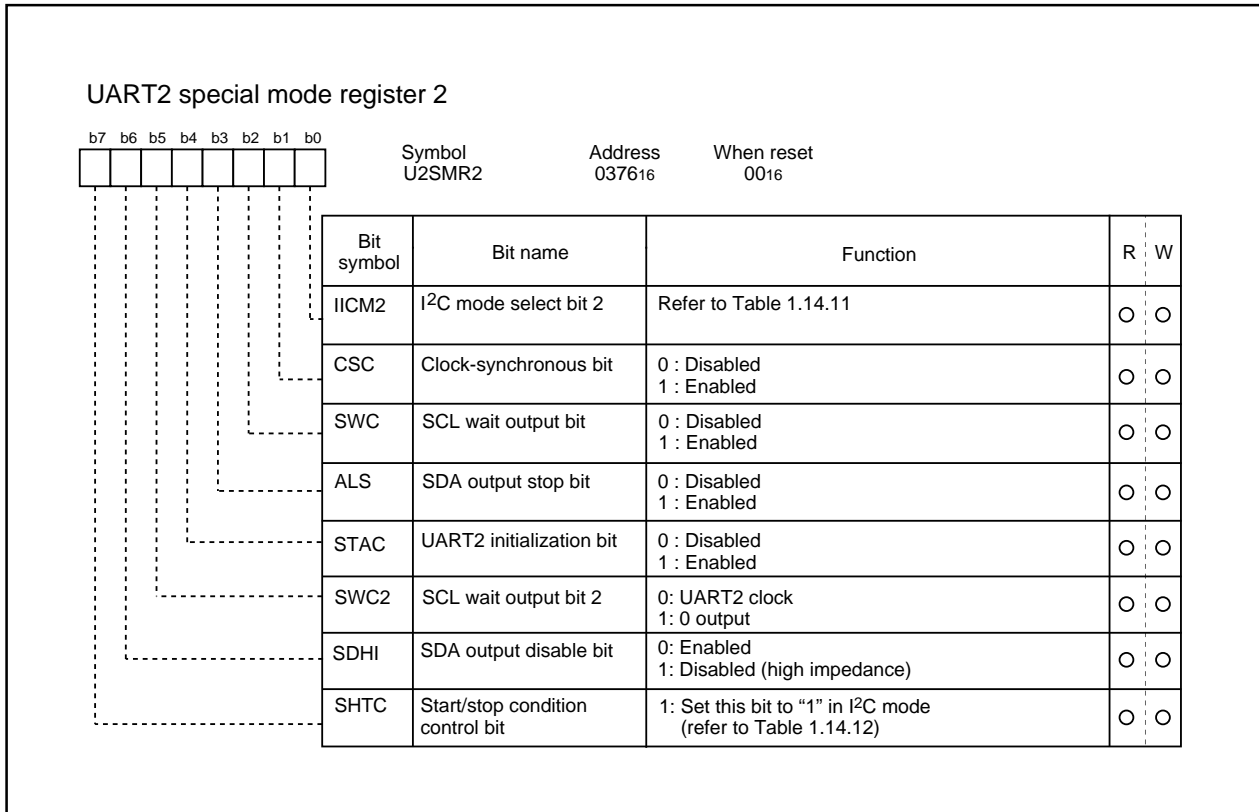 UART2 special mode register 2
b7 b6 b5 b4 b3 b2 b1 b0
Symbol Address When reset
U2SMR2 037616 0016
Bit symbol Bit name Function R W
IICM2 I2C mode select bit 2 Refer to Table 1.14.11
CSC Clock-synchronous bit 0 : Disabled
1 : Enabled
SWC SCL wait output bit 0 : Disabled
1 : Enabled
ALS SDA output stop bit 0 : Disabled
1 : Enabled
STAC UART2 initialization bit 0 : Disabled
1 : Enabled
SWC2 SCL wait output bit 2 0: UART2 clock
1: 0 output
SDHI SDA output disable bit 0: Enabled
1: Disabled (high impedance)
SHTC Start/stop condition control bit 1: Set this bit to “1” in I2C mode
(refer to Table 1.14.12)